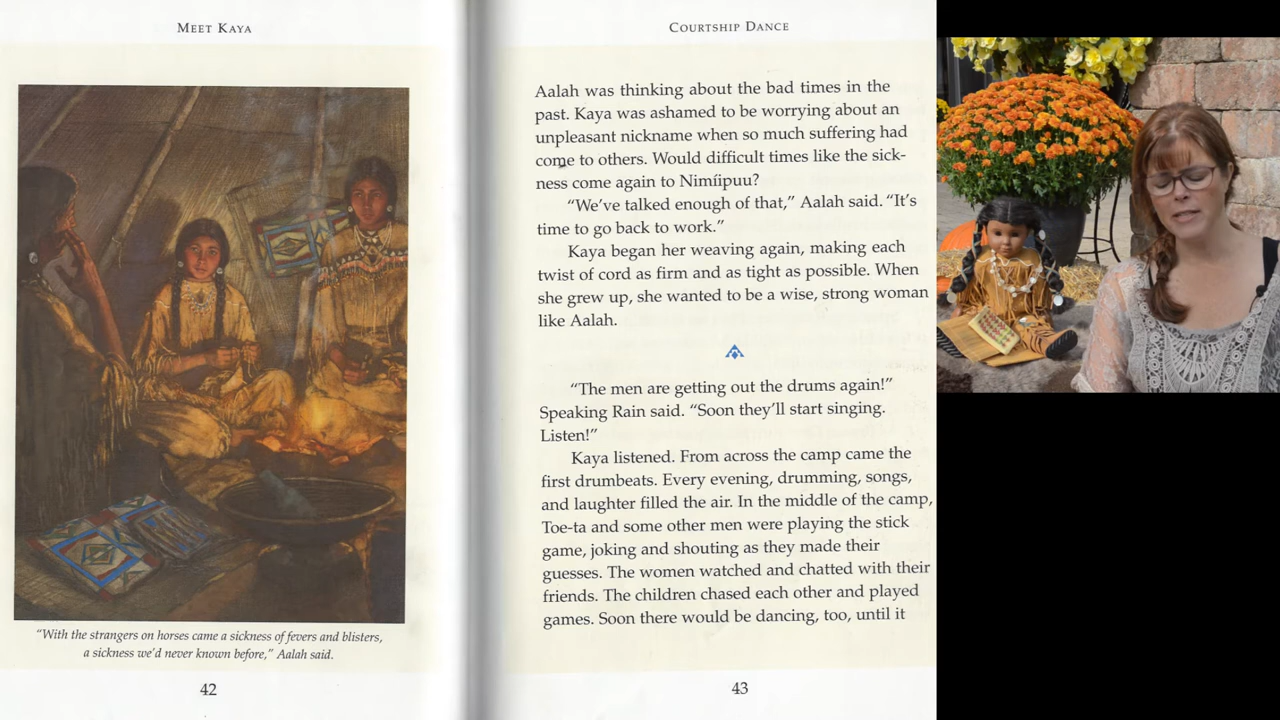 MEET KAYA
"With the strangers on horses came a sickness of fevers and blisters,
a sickness we'd never known before," Aalah said.
42
COURTSHIP DANCE
Aalah was thinking about the bad times in the
past. Kaya was ashamed to be worrying about an
unpleasant nickname when so much suffering had
come to others. Would difficult times like the sick-
ness come again to Nimíipuu?
"We've talked enough of that," Aalah said. "It's
time to go back to work."
Kaya began her weaving again, making each
twist of cord as firm and as tight as possible. When
she grew up, she wanted to be a wise, strong woman
like Aalah.
"The men are getting out the drums again!"
Speaking Rain said. "Soon they'll start singing.
Listen!"
Kaya listened. From across the camp came the
first drumbeats. Every evening, drumming, songs,
and laughter filled the air. In the middle of the camp,
Toe-ta and some other men were playing the stick
game, joking and shouting as they made their
guesses. The women watched and chatted with their
friends. The children chased each other and played
games. Soon there would be dancing, too, until it
43